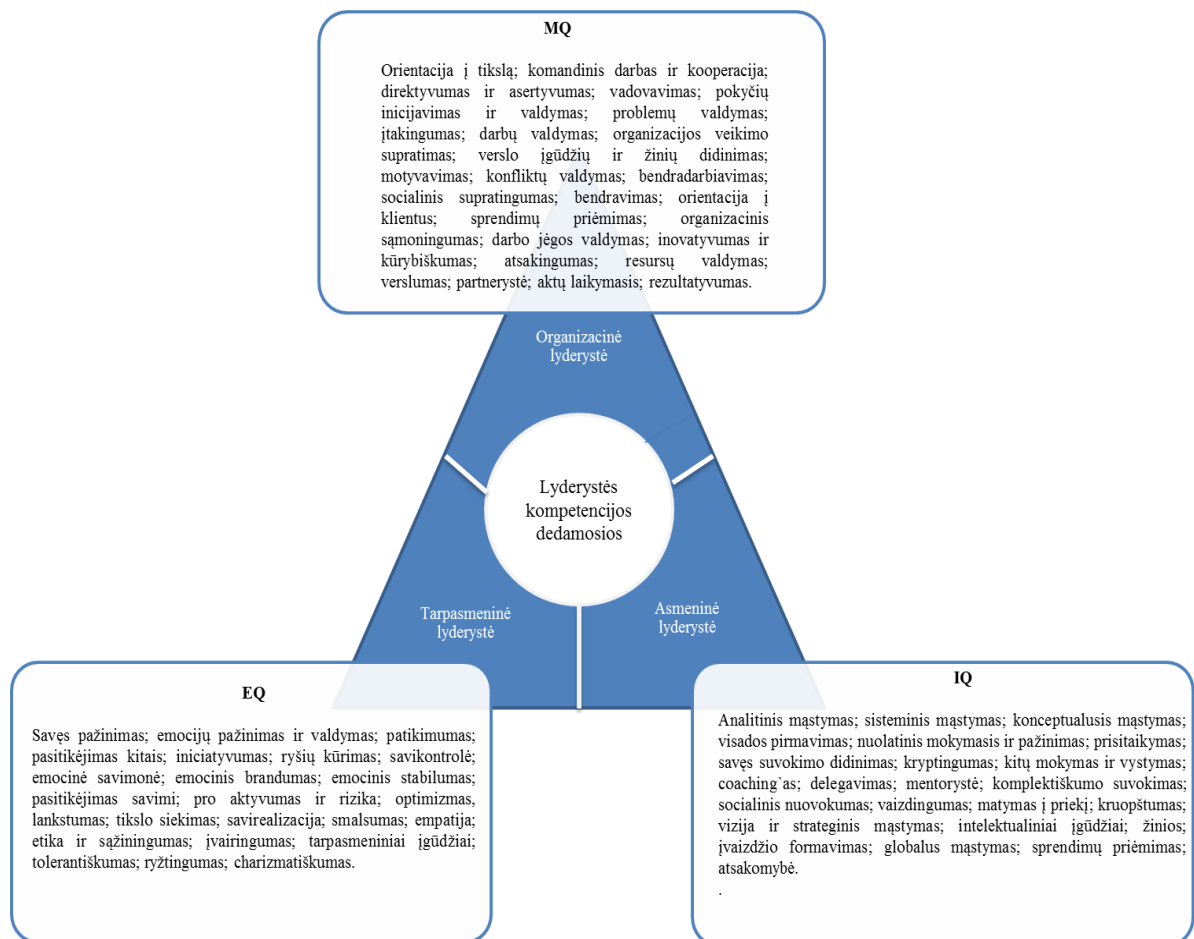 MQ
Orientacija į tikslą; komandinis darbas ir kooperacija;
direktyvumas ir asertyvumas; vadovavimas; pokyčių
inicijavimas ir valdymas; problemų valdymas;
įtakingumas; darbų valdymas; organizacijos veikimo
supratimas; verslo įgūdžių ir žinių didinimas;
motyvavimas; konfliktų valdymas; bendradarbiavimas;
socialinis supratingumas; bendravimas; orientacija į
klientus; sprendimų priėmimas; organizacinis
sąmoningumas; darbo jėgos valdymas; inovatyvumas ir
kūrybiškumas; atsakingumas; resursų valdymas;
verslumas; partnerystė; aktų laikymasis; rezultatyvumas.
Organizacinė
lyderystė
Lyderystės
kompetencijos
dedamosios
Tarpasmeninė
lyderystė
Asmeninė
lyderystė
EQ
Savęs pažinimas; emocijų pažinimas ir valdymas; patikimumas;
pasitikėjimas kitais; iniciatyvumas; ryšių kūrimas; savikontrolė;
emocinė savimonė; emocinis brandumas; emocinis stabilumas;
pasitikėjimas savimi; pro aktyvumas ir rizika; optimizmas,
lankstumas; tikslo siekimas; savirealizacija; smalsumas; empatija;
etika ir sąžiningumas; įvairingumas; tarpasmeniniai įgūdžiai;
tolerantiškumas; ryžtingumas; charizmatiškumas.
IQ
Analitinis mąstymas; sisteminis mąstymas; konceptualusis mąstymas;
visados pirmavimas; nuolatinis mokymasis ir pažinimas; prisitaikymas;
savęs suvokimo didinimas; kryptingumas; kitų mokymas ir vystymas;
coaching`as; delegavimas; mentorystė; komplektiškumo suvokimas;
socialinis nuovokumas; vaizdingumas; matymas į priekį; kruopštumas;
vizija ir strateginis mąstymas; intelektualiniai įgūdžiai; žinios;
įvaizdžio formavimas; globalus mąstymas; sprendimų priėmimas;
atsakomybė.
.